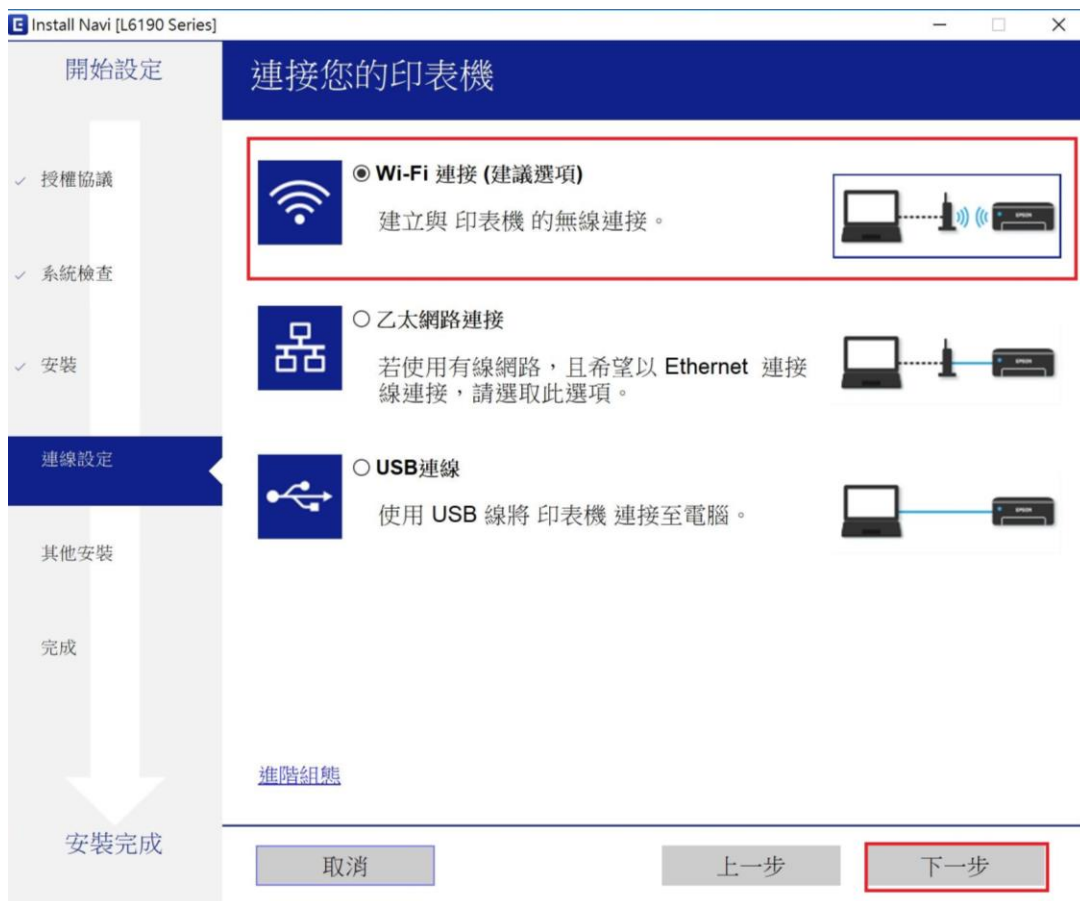 Install Navi [L6190 Series]
開始設定
連接您的印表機
授權協議
系統檢查
安裝
連線設定
其他安裝
完成
安裝完成
Wi-Fi 連接 (建議選項)
建立與 印表機 的無線連接。
EPSON
乙太網路連接
若使用有線網路,且希望以 Ethernet 連接
線連接,請選取此選項。
EPSON
USB連線
使用 USB 線將 印表機 連接至電腦。
EPSON
進階組態
取消
上一步
下一步